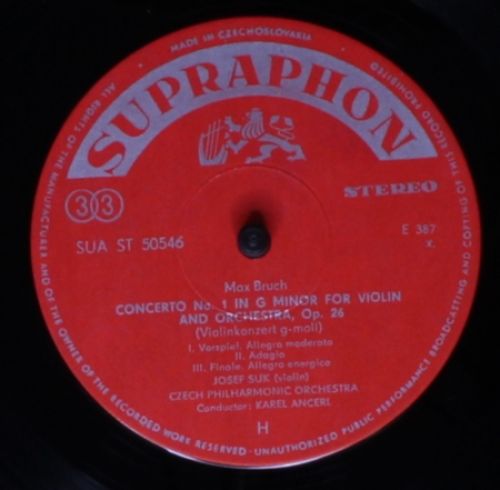 MADE IN CZECHOSLOVAKIA
ALL RIGHTS OF THE MANUFACTURER AND OF THE OWNER OF THE RECORDED WORK RESERVED - UNAUTHORIZED PUBLIC PERFORMANCE BROADCASTING AND COPYING OF THIS RECORD PROHIBITED
SUPRAPHON
33
STEREO
SUA ST 50546
E 387
x.
Max Bruch
CONCERTO No. 1 IN G MINOR FOR VIOLIN
AND ORCHESTRA, Op. 26
(Violinkonzert g-moll)
I. Vorspiel. Allegro moderato
II. Adagio
III. Finale. Allegro energico
JOSEF SUK (violin)
CZECH PHILHARMONIC ORCHESTRA
Conductor: KAREL ANČERL
H